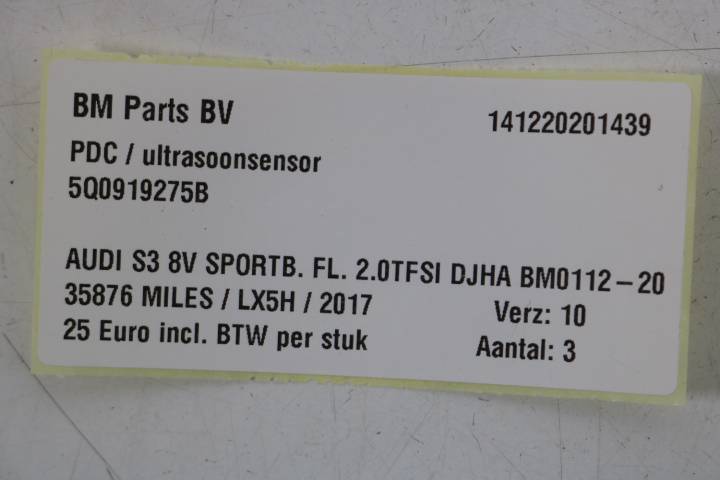 BM Parts BV 141220201439
PDC / ultrasoonsensor
5Q0919275B
AUDI S3 8V SPORTB. FL. 2.0TFSI DJHA BM0112-20
35876 MILES / LX5H / 2017 Verz: 10
25 Euro incl. BTW per stuk Aantal: 3